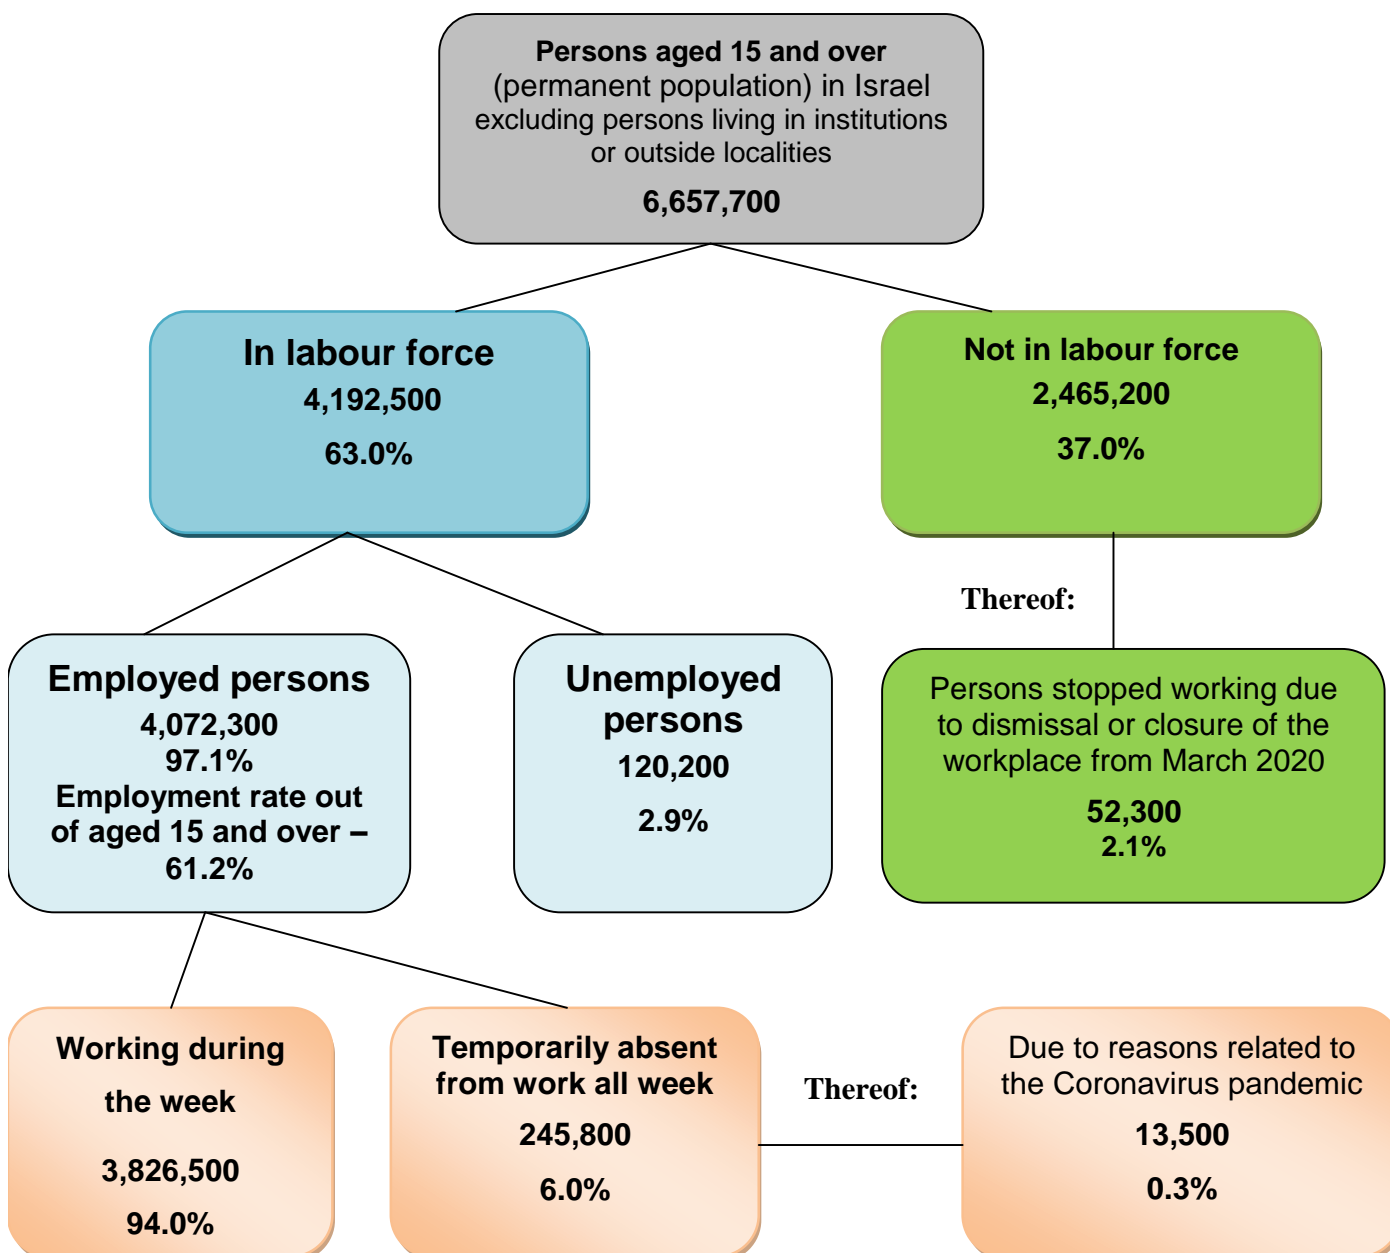 Persons aged 15 and over
(permanent population) in Israel
excluding persons living in institutions
or outside localities
6,657,700
In labour force
4,192,500
63.0%
Not in labour force
2,465,200
37.0%
Thereof:
Employed persons
4,072,300
97.1%
Employment rate out
of aged 15 and over –
61.2%
Unemployed
persons
120,200
2.9%
Persons stopped working due
to dismissal or closure of the
workplace from March 2020
52,300
2.1%
Working during
the week
3,826,500
94.0%
Temporarily absent
from work all week
245,800
6.0%
Thereof:
Due to reasons related to
the Coronavirus pandemic
13,500
0.3%